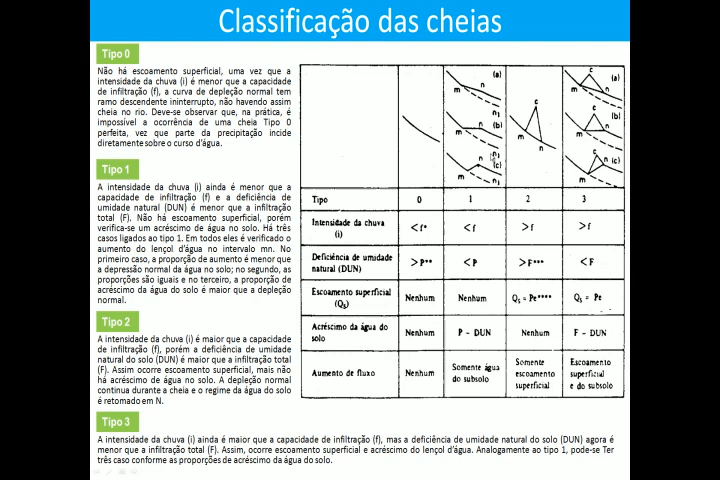 Classificação das cheias
Tipo 0
Não há escoamento superficial, uma vez que a
intensidade da chuva (i) é menor que a capacidade
de infiltração (f), a curva de depleção normal tem
ramo descendente ininterrupto, não havendo assim
cheia no rio. Deve-se observar que, na prática, é
impossível a ocorrência de uma cheia Tipo 0
perfeita, vez que parte da precipitação incide
diretamente sobre o curso d'água.
Tipo 1
A intensidade da chuva (i) ainda é menor que a
capacidade de infiltração (f) e a deficiência de
umidade natural (DUN) é menor que a infiltração
total (F). Não há escoamento superficial, porém
verifica-se um acréscimo de água no solo. Há três
casos ligados ao tipo 1. Em todos eles é verificado o
aumento do lençol d'água no intervalo mn. No
primeiro caso, a proporção de aumento é menor que
a depressão normal da água no solo; no segundo, as
proporções são iguais e no terceiro, a proporção de
acréscimo da água do solo é maior que a depleção
normal.
Tipo 2
A intensidade da chuva (i) é maior que a capacidade
de infiltração (f), porém a deficiência de umidade
natural do solo (DUN) é maior que a infiltração total
(F). Assim ocorre escoamento superficial, mais não
há acréscimo de água no solo. A depleção normal
continua durante a cheia e o regime da água do solo
é retomado em N.
Tipo 3
A intensidade da chuva (i) ainda é maior que a capacidade de infiltração (f), mas a deficiência de umidade natural do solo (DUN) agora é
menor que a infiltração total (F). Assim, ocorre escoamento superficial e acréscimo do lençol d'água. Analogamente ao tipo 1, pode-se Ter
três caso conforme as proporções de acréscimo da água do solo.
m n (a) n₁
n (b) n₁
m n (c) n₁
c m n
c m n (a)
c m n (b)
c m n (c)
Tipo 0 1 2 3
Intensidade da chuva (i) <f* <f >f >f
Deficiência de umidade natural (DUN) >P** <P >F*** <F
Escoamento superficial (Qs) Nenhum Nenhum Qs = Pe**** Qs = Pe
Acréscimo da água do solo Nenhum P - DUN Nenhum F - DUN
Aumento de fluxo Nenhum Somente água do subsolo Somente escoamento superficial Escoamento superficial e do subsolo